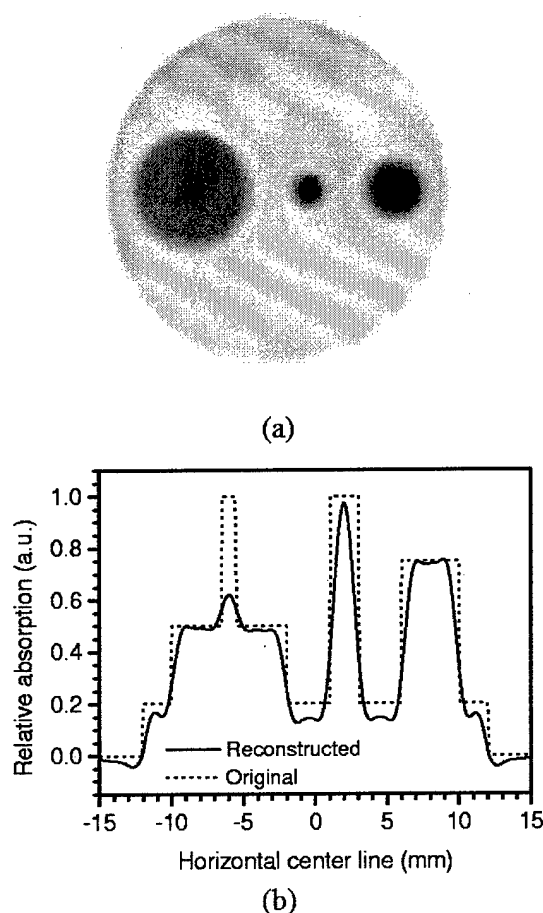 (a)
1.0
0.8
0.6
0.4
0.2
0.0
Relative absorption (a.u.)
Reconstructed
Original
-15 -10 -5 0 5 10 15
Horizontal center line (mm)
(b)